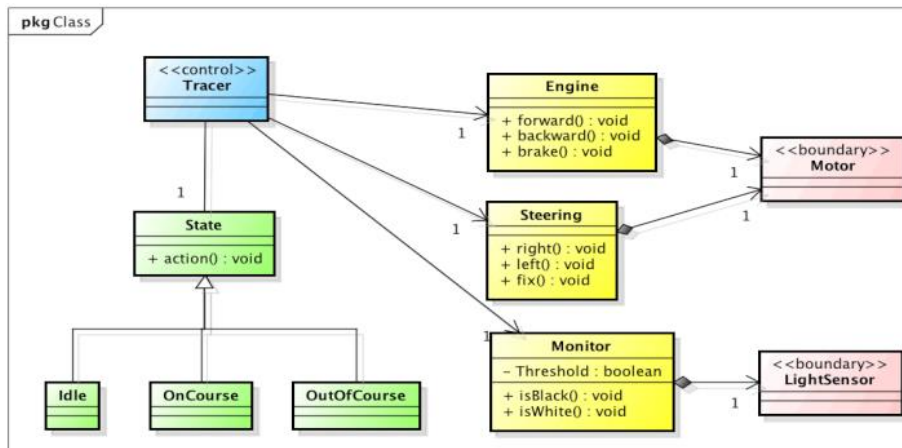 pkg Class
<<control>>
Tracer
Engine
+ forward() : void
+ backward() : void
+ brake() : void
1
<<boundary>>
Motor
1
1
State
+ action() : void
Steering
+ right() : void
+ left() : void
+ fix() : void
1
1
Monitor
- Threshold : boolean
+ isBlack() : void
+ isWhite() : void
1
<<boundary>>
LightSensor
1
Idle
OnCourse
OutOfCourse